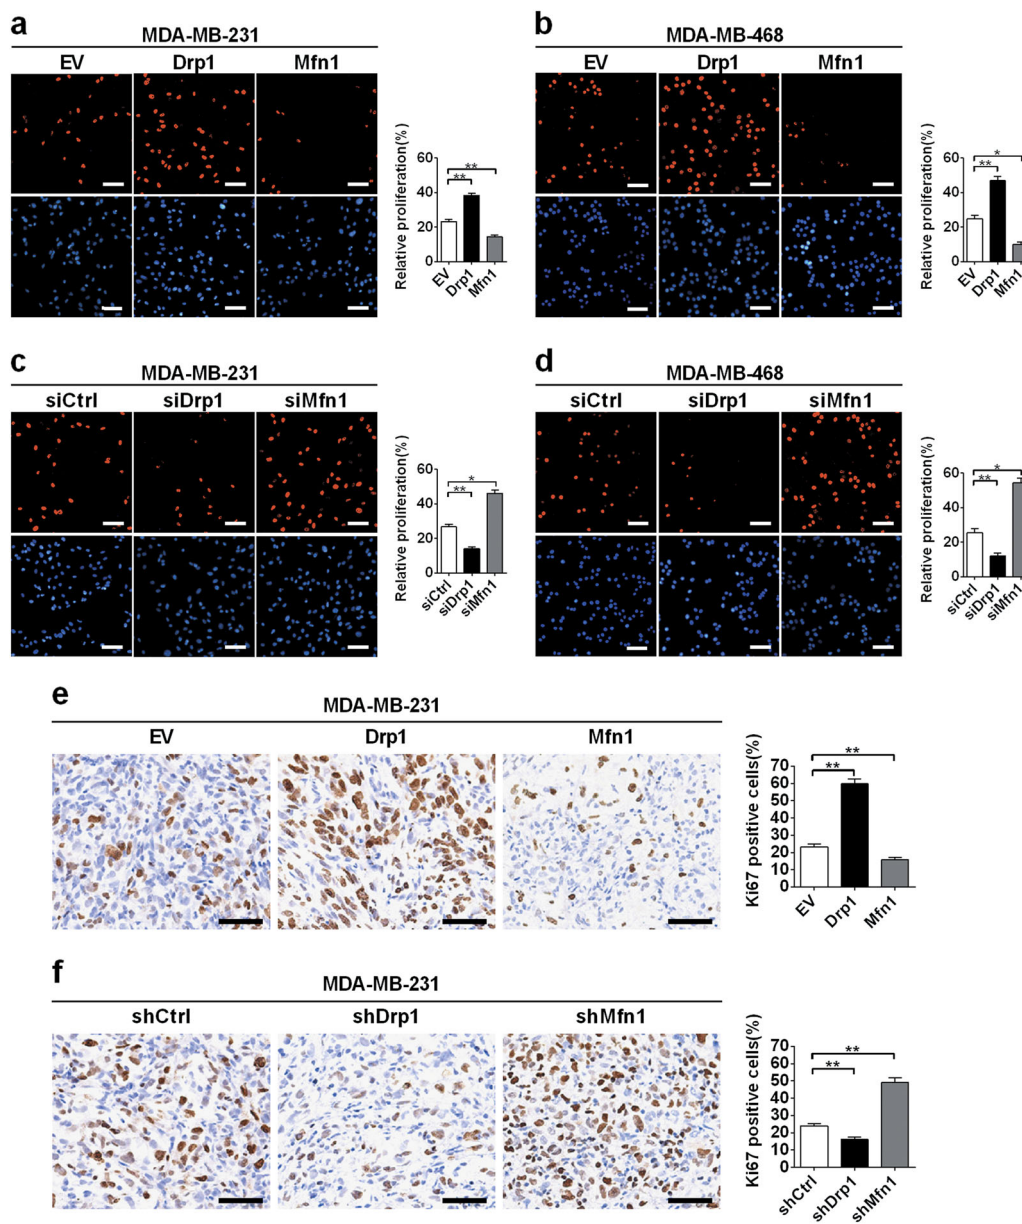 a
MDA-MB-231
EV Drp1 Mfn1
Relative proliferation(%)
60
40
20
0
**
**
EV Drp1 Mfn1
b
MDA-MB-468
EV Drp1 Mfn1
Relative proliferation(%)
60
40
20
0
*
**
EV Drp1 Mfn1
c
MDA-MB-231
siCtrl siDrp1 siMfn1
Relative proliferation(%)
60
40
20
0
*
**
siCtrl siDrp1 siMfn1
d
MDA-MB-468
siCtrl siDrp1 siMfn1
Relative proliferation(%)
60
40
20
0
*
**
siCtrl siDrp1 siMfn1
e
MDA-MB-231
EV Drp1 Mfn1
Ki67 positive cells(%)
70
60
50
40
30
20
10
0
**
**
EV Drp1 Mfn1
f
MDA-MB-231
shCtrl shDrp1 shMfn1
Ki67 positive cells(%)
70
60
50
40
30
20
10
0
**
**
shCtrl shDrp1 shMfn1